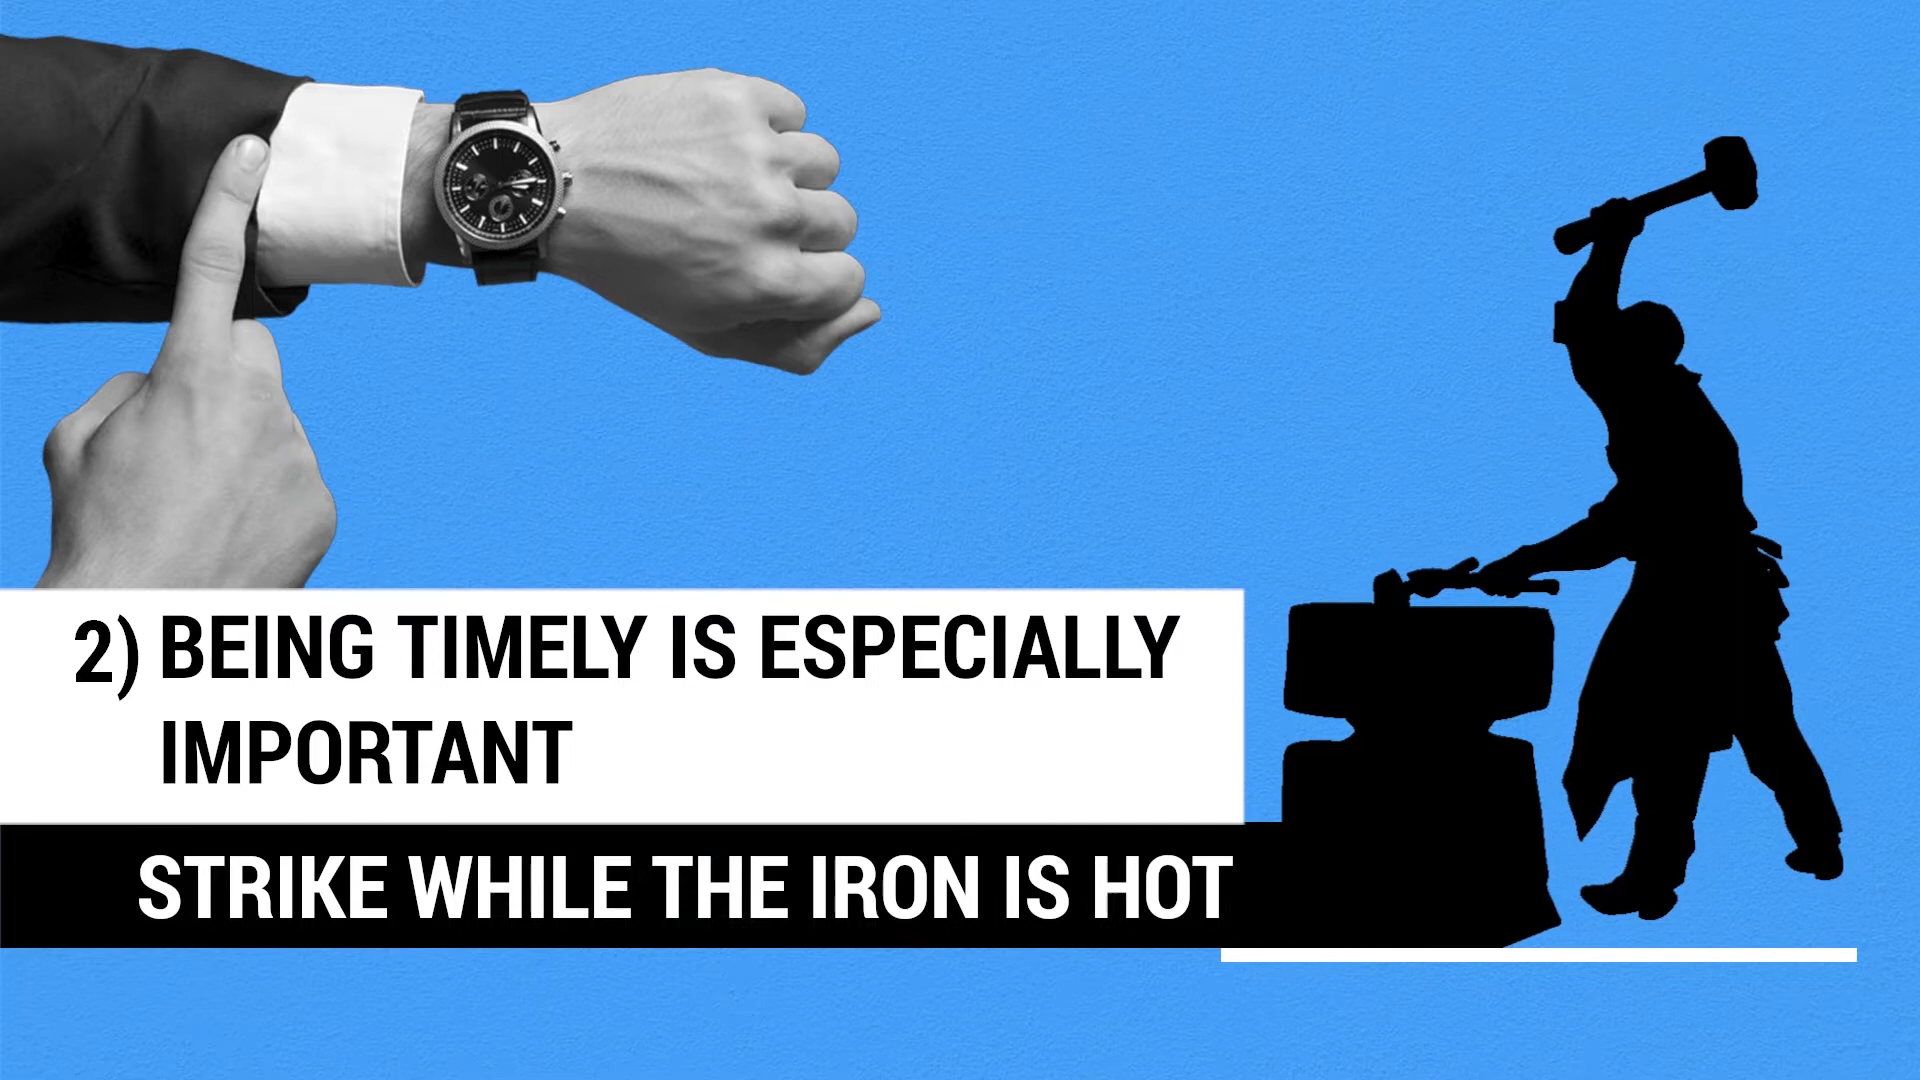 2) BEING TIMELY IS ESPECIALLY
IMPORTANT
STRIKE WHILE THE IRON IS HOT